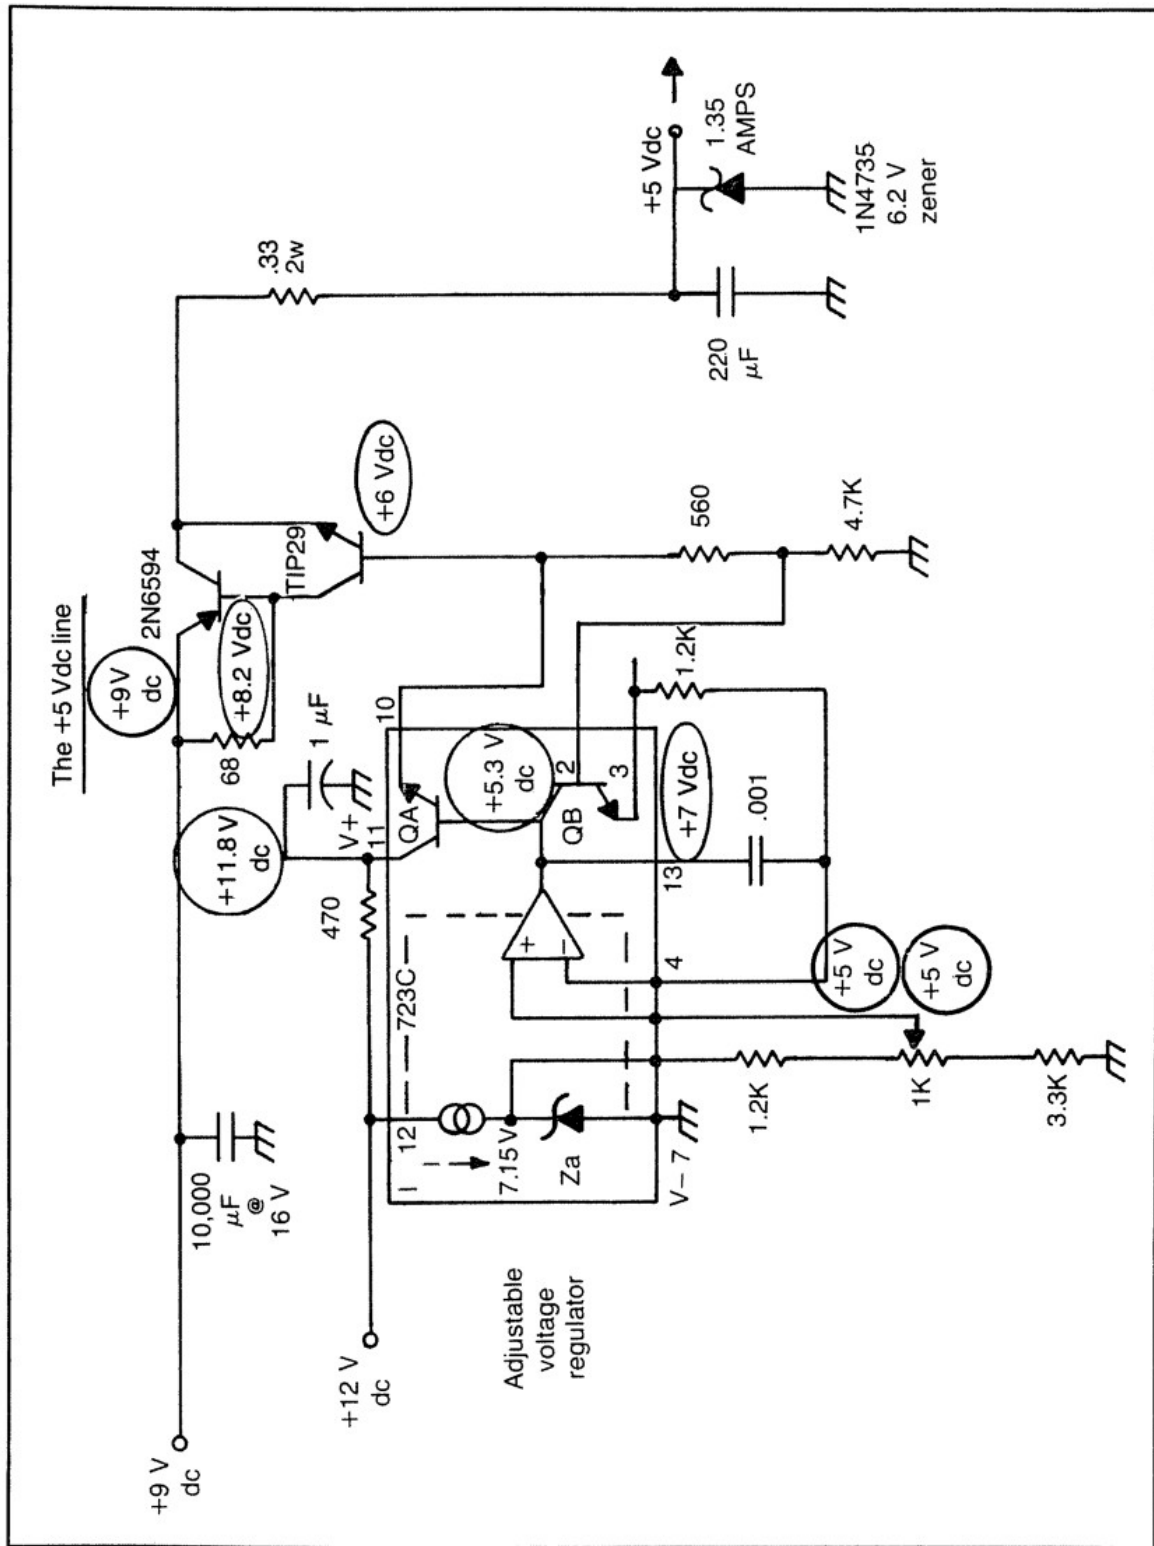 The +5 Vdc line
+9 V
dc
10,000
µF
@
16 V
+9V
dc
2N6594
68
+8.2 Vdc
TIP29
+6 Vdc
.33
2w
+5 Vdc
1.35
AMPS
220
µF
1N4735
6.2 V
zener
+12 V
dc
+11.8 V
dc
1 µF
470
V+
11
10
QA
12
723C
I
7.15 V
Za
+
−
+5.3 V
dc
2
QB
3
560
4.7K
1.2K
+7 Vdc
13
.001
4
V− 7
+5 V
dc
+5 V
dc
1.2K
1K
3.3K
Adjustable
voltage
regulator